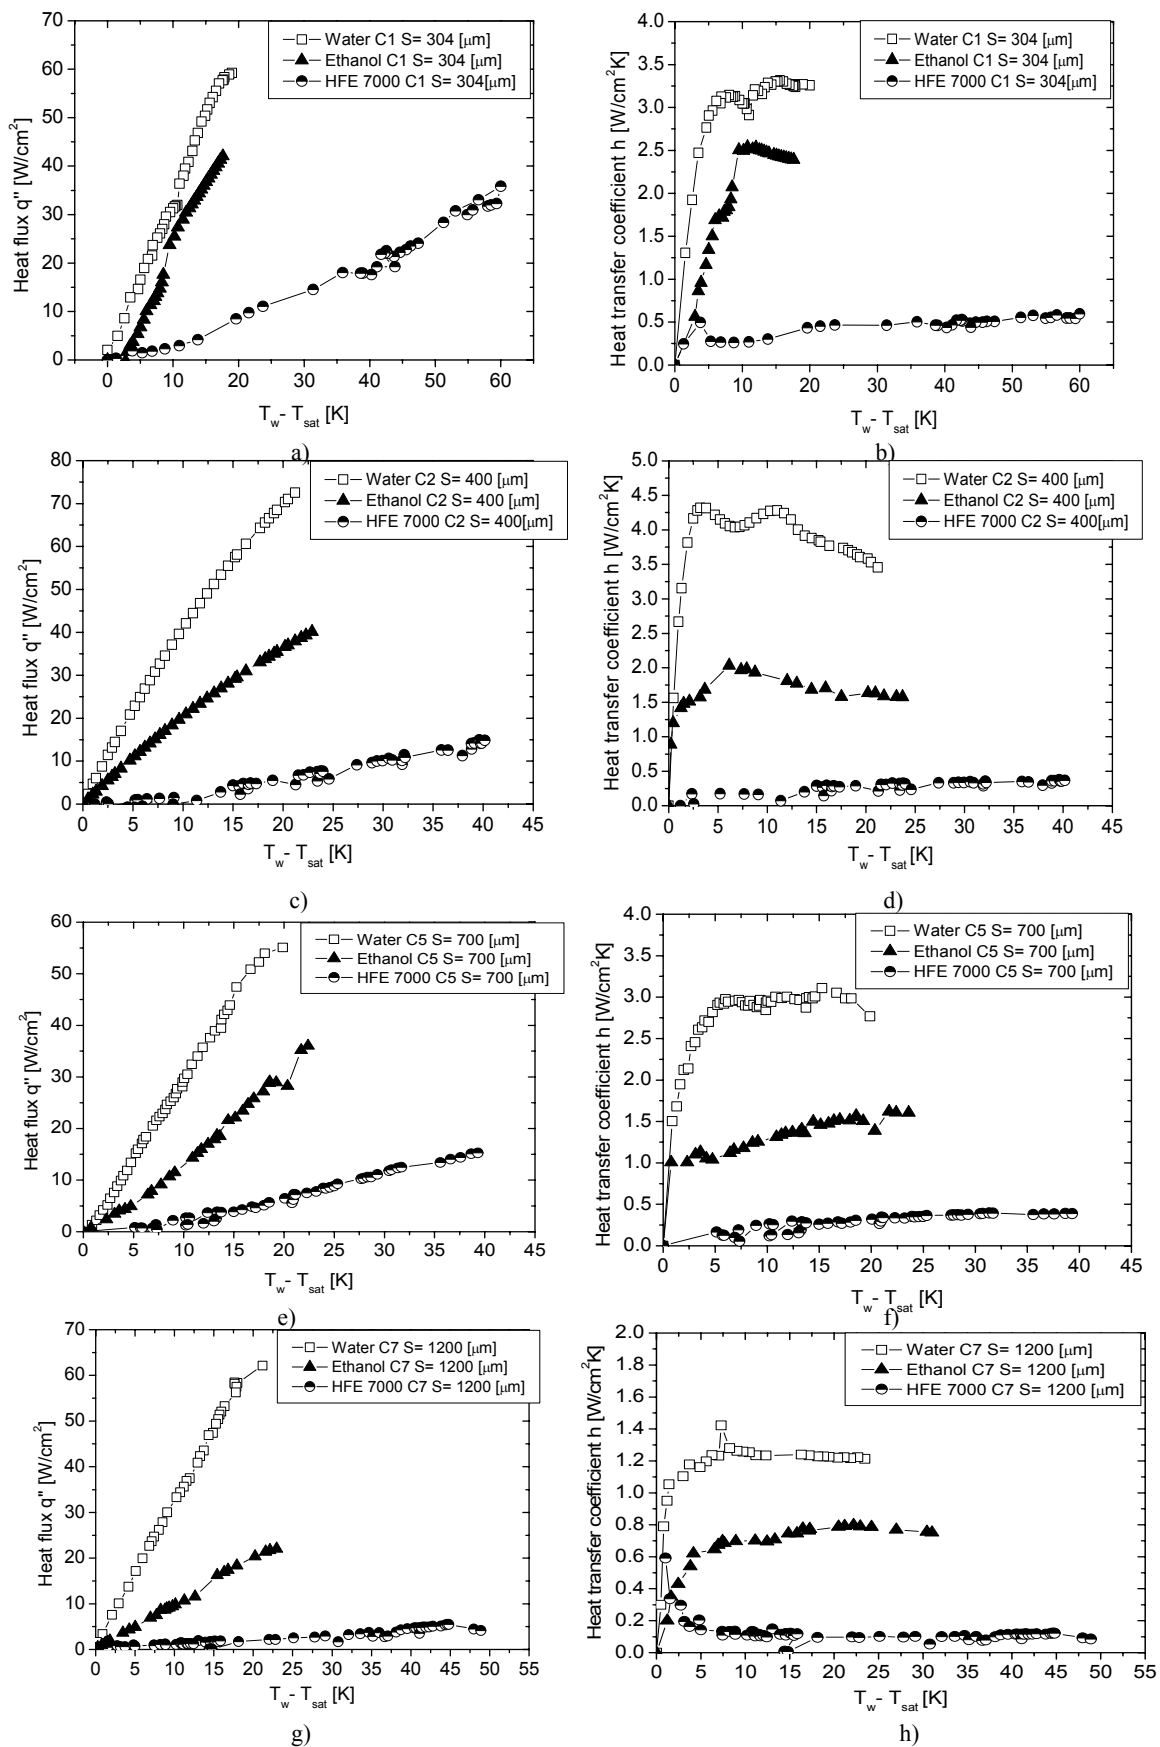 Water C1 S= 304 [μm]
Ethanol C1 S= 304 [μm]
HFE 7000 C1 S= 304[μm]
Heat flux q" [W/cm²]
70
60
50
40
30
20
10
0
0 10 20 30 40 50 60
T_w- T_sat [K]
a)
Water C1 S= 304 [μm]
Ethanol C1 S= 304 [μm]
HFE 7000 C1 S= 304[μm]
Heat transfer coefficient h [W/cm²K]
4.0
3.5
3.0
2.5
2.0
1.5
1.0
0.5
0.0
0 10 20 30 40 50 60
T_w- T_sat [K]
b)
Water C2 S= 400 [μm]
Ethanol C2 S= 400 [μm]
HFE 7000 C2 S= 400[μm]
Heat flux q" [W/cm²]
80
70
60
50
40
30
20
10
0
0 5 10 15 20 25 30 35 40 45
T_w- T_sat [K]
c)
Water C2 S= 400 [μm]
Ethanol C2 S= 400 [μm]
HFE 7000 C2 S= 400[μm]
Heat transfer coefficient h [W/cm²K]
5.0
4.5
4.0
3.5
3.0
2.5
2.0
1.5
1.0
0.5
0.0
0 5 10 15 20 25 30 35 40 45
T_w- T_sat [K]
d)
Water C5 S= 700 [μm]
Ethanol C5 S= 700 [μm]
HFE 7000 C5 S= 700 [μm]
Heat flux q" [W/cm²]
60
50
40
30
20
10
0
0 5 10 15 20 25 30 35 40 45
T_w- T_sat [K]
e)
Water C5 S= 700 [μm]
Ethanol C5 S= 700 [μm]
HFE 7000 C5 S= 700 [μm]
Heat transfer coefficient h [W/cm²K]
4.0
3.5
3.0
2.5
2.0
1.5
1.0
0.5
0.0
0 5 10 15 20 25 30 35 40 45
T_w- T_sat [K]
f)
Water C7 S= 1200 [μm]
Ethanol C7 S= 1200 [μm]
HFE 7000 C7 S= 1200 [μm]
Heat flux q" [W/cm²]
70
60
50
40
30
20
10
0
0 5 10 15 20 25 30 35 40 45 50 55
T_w- T_sat [K]
g)
Water C7 S= 1200 [μm]
Ethanol C7 S= 1200 [μm]
HFE 7000 C7 S= 1200 [μm]
Heat transfer coefficient h [W/cm²K]
2.0
1.8
1.6
1.4
1.2
1.0
0.8
0.6
0.4
0.2
0.0
0 5 10 15 20 25 30 35 40 45 50 55
T_w- T_sat [K]
h)